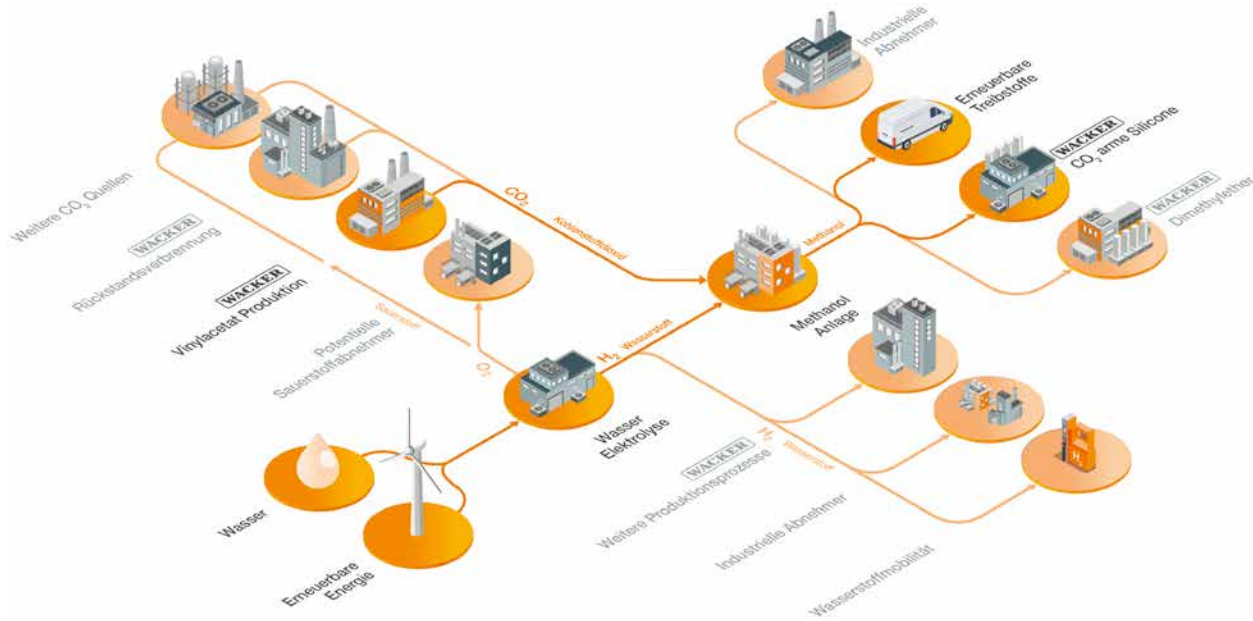 Industrielle
Abnehmer
Erneuerbare
Treibstoffe
WACKER
CO₂ arme Silicone
WACKER
Dimethylether
Weitere CO₂ Quellen
WACKER
Rückstandsverbrennung
WACKER
Vinylacetat Produktion
Potentielle
Sauerstoffabnehmer
CO₂
Kohlenstoffdioxid
Methanol
Methanol
Anlage
Sauerstoff
O₂
H₂ Wasserstoff
Wasser
Elektrolyse
Wasser
Erneuerbare
Energie
H₂
Wasserstoff
WACKER
Weitere Produktionsprozesse
Industrielle Abnehmer
Wasserstoffmobilität
H₂